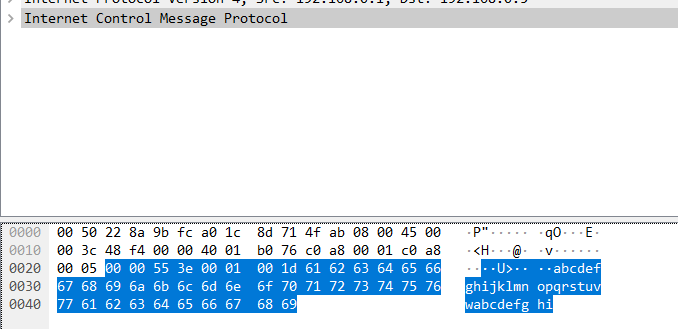 Internet Protocol Version 4, Src: 192.168.0.1, Dst: 192.168.0.5
> Internet Control Message Protocol
0000 00 50 22 8a 9b fc a0 1c 8d 71 4f ab 08 00 45 00 ·P"····· ·qO···E·
0010 00 3c 48 f4 00 00 40 01 b0 76 c0 a8 00 01 c0 a8 ·<H···@· ·v······
0020 00 05 00 00 55 3e 00 01 00 1d 61 62 63 64 65 66 ····U>·· ··abcdef
0030 67 68 69 6a 6b 6c 6d 6e 6f 70 71 72 73 74 75 76 ghijklmn opqrstuv
0040 77 61 62 63 64 65 66 67 68 69 wabcdefg hi